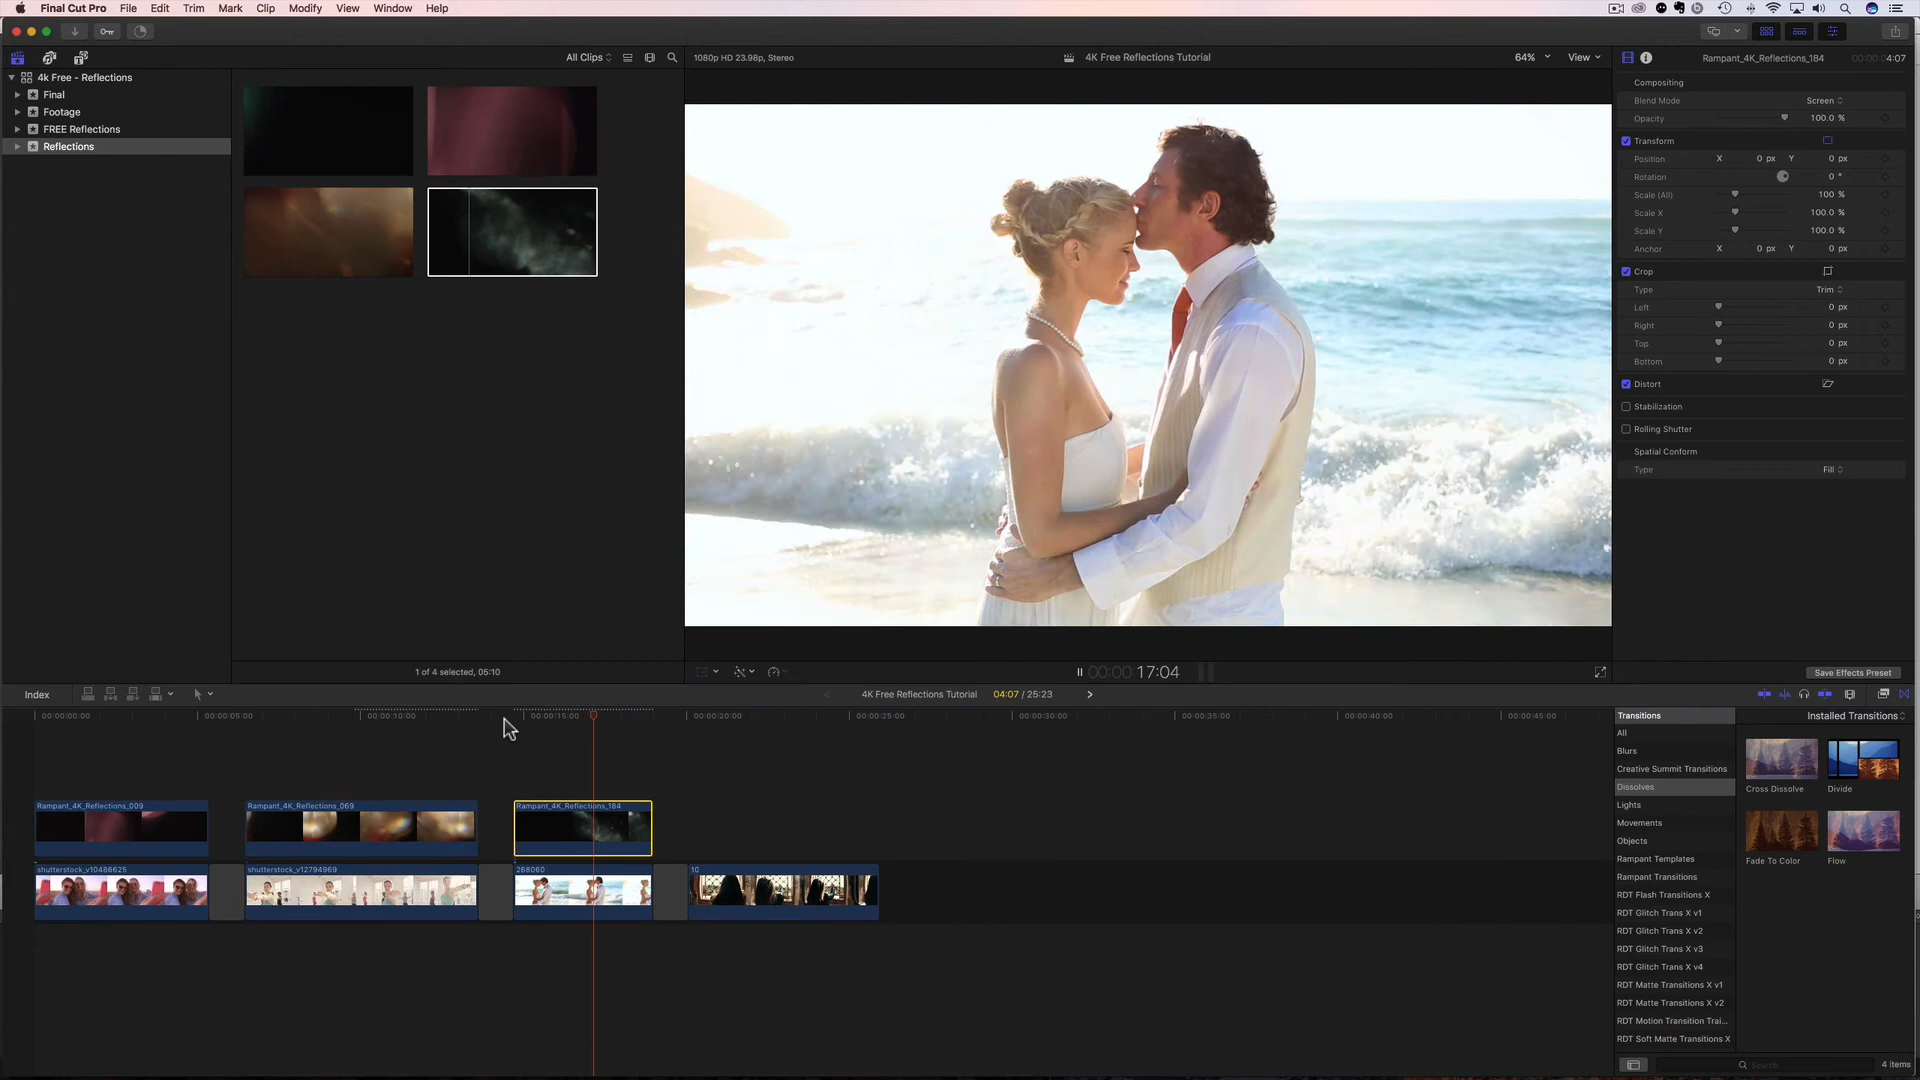 Final Cut Pro File Edit Trim Mark Clip Modify View Window Help
All Clips
1080p HD 23.98p, Stereo
4K Free Reflections Tutorial
64%
View
Rampant_4K_Reflections_184
00:00:04:07
4k Free - Reflections
Final
Footage
FREE Reflections
Reflections
Compositing
Blend Mode Screen
Opacity 100.0 %
Transform
Position X 0 px Y 0 px
Rotation 0 °
Scale (All) 100 %
Scale X 100.0 %
Scale Y 100.0 %
Anchor X 0 px Y 0 px
Crop
Type Trim
Left 0 px
Right 0 px
Top 0 px
Bottom 0 px
Distort
Stabilization
Rolling Shutter
Spatial Conform
Type Fill
1 of 4 selected, 05:10
00:00:17:04
Save Effects Preset
Index
4K Free Reflections Tutorial
04:07 / 25:23
00:00:00:00 00:00:05:00 00:00:10:00 00:00:15:00 00:00:20:00 00:00:25:00 00:00:30:00 00:00:35:00 00:00:40:00 00:00:45:00
Rampant_4K_Reflections_009 Rampant_4K_Reflections_069 Rampant_4K_Reflections_184
shutterstock_v10486625 shutterstock_v12794969 268060 10
Transitions
All
Blurs
Creative Summit Transitions
Dissolves
Lights
Movements
Objects
Rampant Templates
Rampant Transitions
RDT Flash Transitions X
RDT Glitch Trans X v1
RDT Glitch Trans X v2
RDT Glitch Trans X v3
RDT Glitch Trans X v4
RDT Matte Transitions X v1
RDT Matte Transitions X v2
RDT Motion Transition Trai...
RDT Soft Matte Transitions X
Installed Transitions
Cross Dissolve
Divide
Fade To Color
Flow
Search
4 items